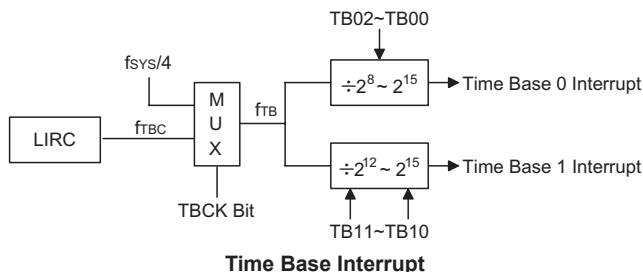 TB02~TB00
fSYS/4
MUX
÷2^8 ~ 2^15
Time Base 0 Interrupt
fTB
LIRC
fTBC
÷2^12 ~ 2^15
Time Base 1 Interrupt
TBCK Bit
TB11~TB10
Time Base Interrupt